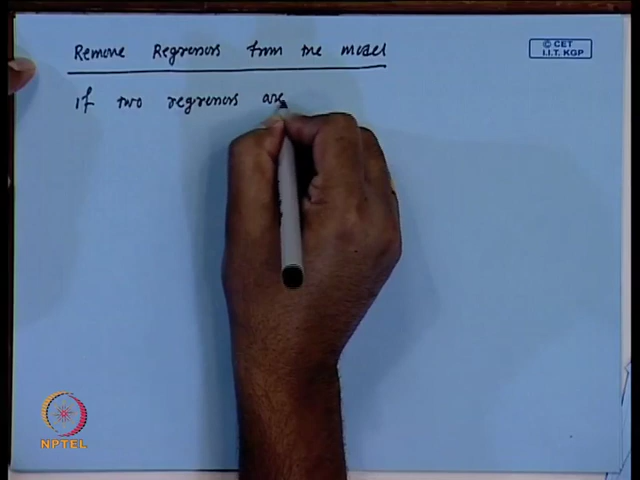 Remove Regressors from the model
© CET
I.I.T. KGP
If two regressors are
NPTEL